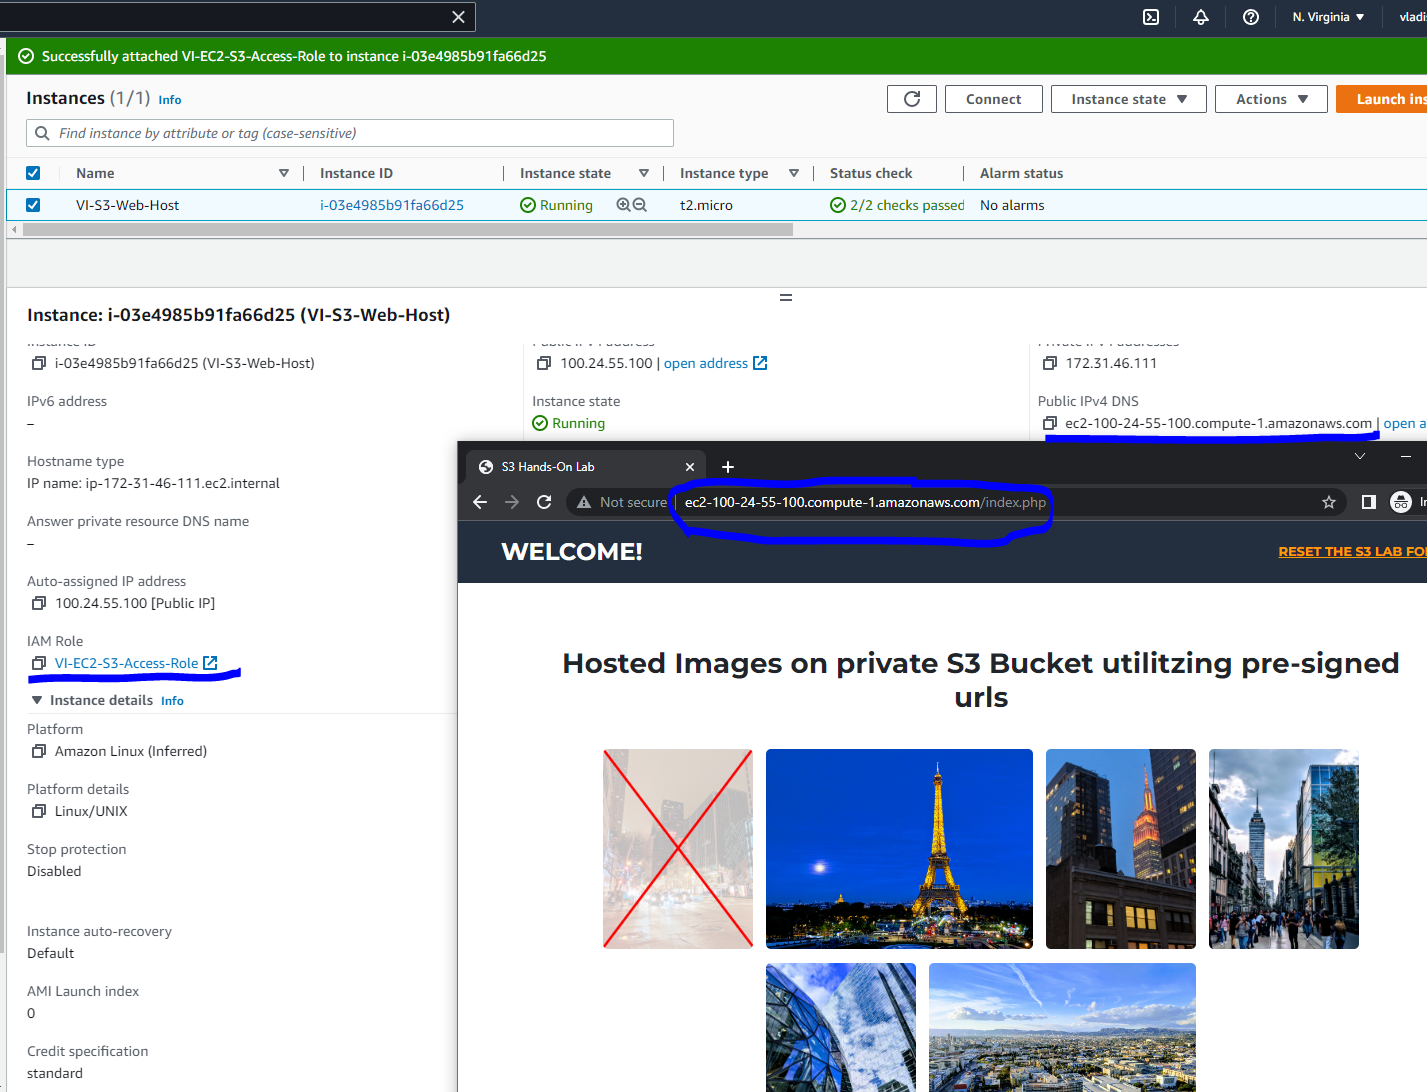 N. Virginia ▼
vladi
Successfully attached VI-EC2-S3-Access-Role to instance i-03e4985b91fa66d25
Instances (1/1) Info
Connect
Instance state ▼
Actions ▼
Launch ins
Find instance by attribute or tag (case-sensitive)
Name
Instance ID
Instance state
Instance type
Status check
Alarm status
VI-S3-Web-Host
i-03e4985b91fa66d25
Running
t2.micro
2/2 checks passed
No alarms
Instance: i-03e4985b91fa66d25 (VI-S3-Web-Host)
Instance ID
i-03e4985b91fa66d25 (VI-S3-Web-Host)
Public IPv4 address
100.24.55.100 | open address
Private IPv4 addresses
172.31.46.111
IPv6 address
–
Instance state
Running
Public IPv4 DNS
ec2-100-24-55-100.compute-1.amazonaws.com | open a
Hostname type
IP name: ip-172-31-46-111.ec2.internal
Answer private resource DNS name
–
Auto-assigned IP address
100.24.55.100 [Public IP]
IAM Role
VI-EC2-S3-Access-Role
▼ Instance details Info
Platform
Amazon Linux (Inferred)
Platform details
Linux/UNIX
Stop protection
Disabled
Instance auto-recovery
Default
AMI Launch index
0
Credit specification
standard
S3 Hands-On Lab
Not secure | ec2-100-24-55-100.compute-1.amazonaws.com/index.php
In
WELCOME!
RESET THE S3 LAB FO
Hosted Images on private S3 Bucket utilitzing pre-signed
urls